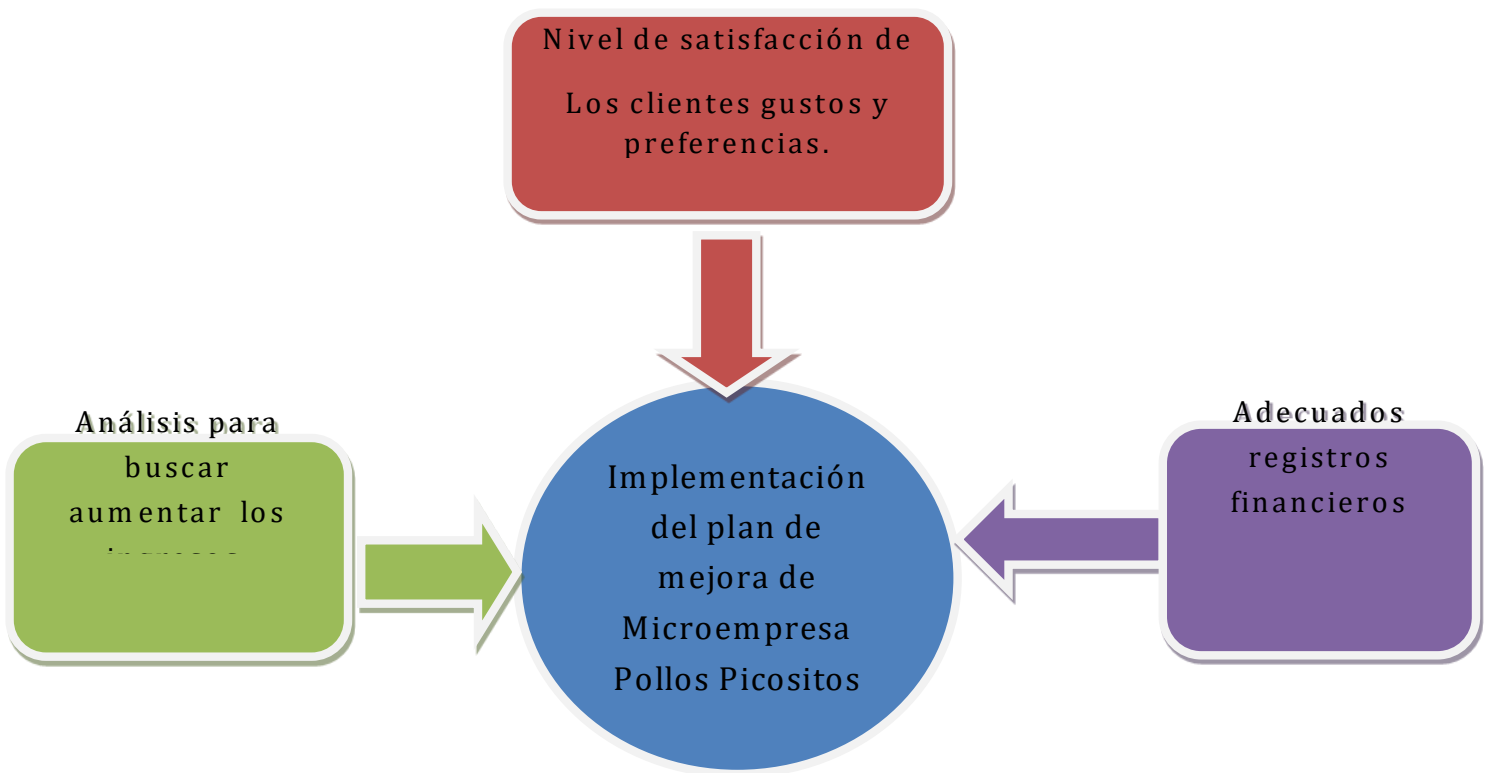 Nivel de satisfacción de
Los clientes gustos y
preferencias.
Análisis para
buscar
aumentar los
Implementación
del plan de
mejora de
Microempresa
Pollos Picositos
Adecuados
registros
financieros